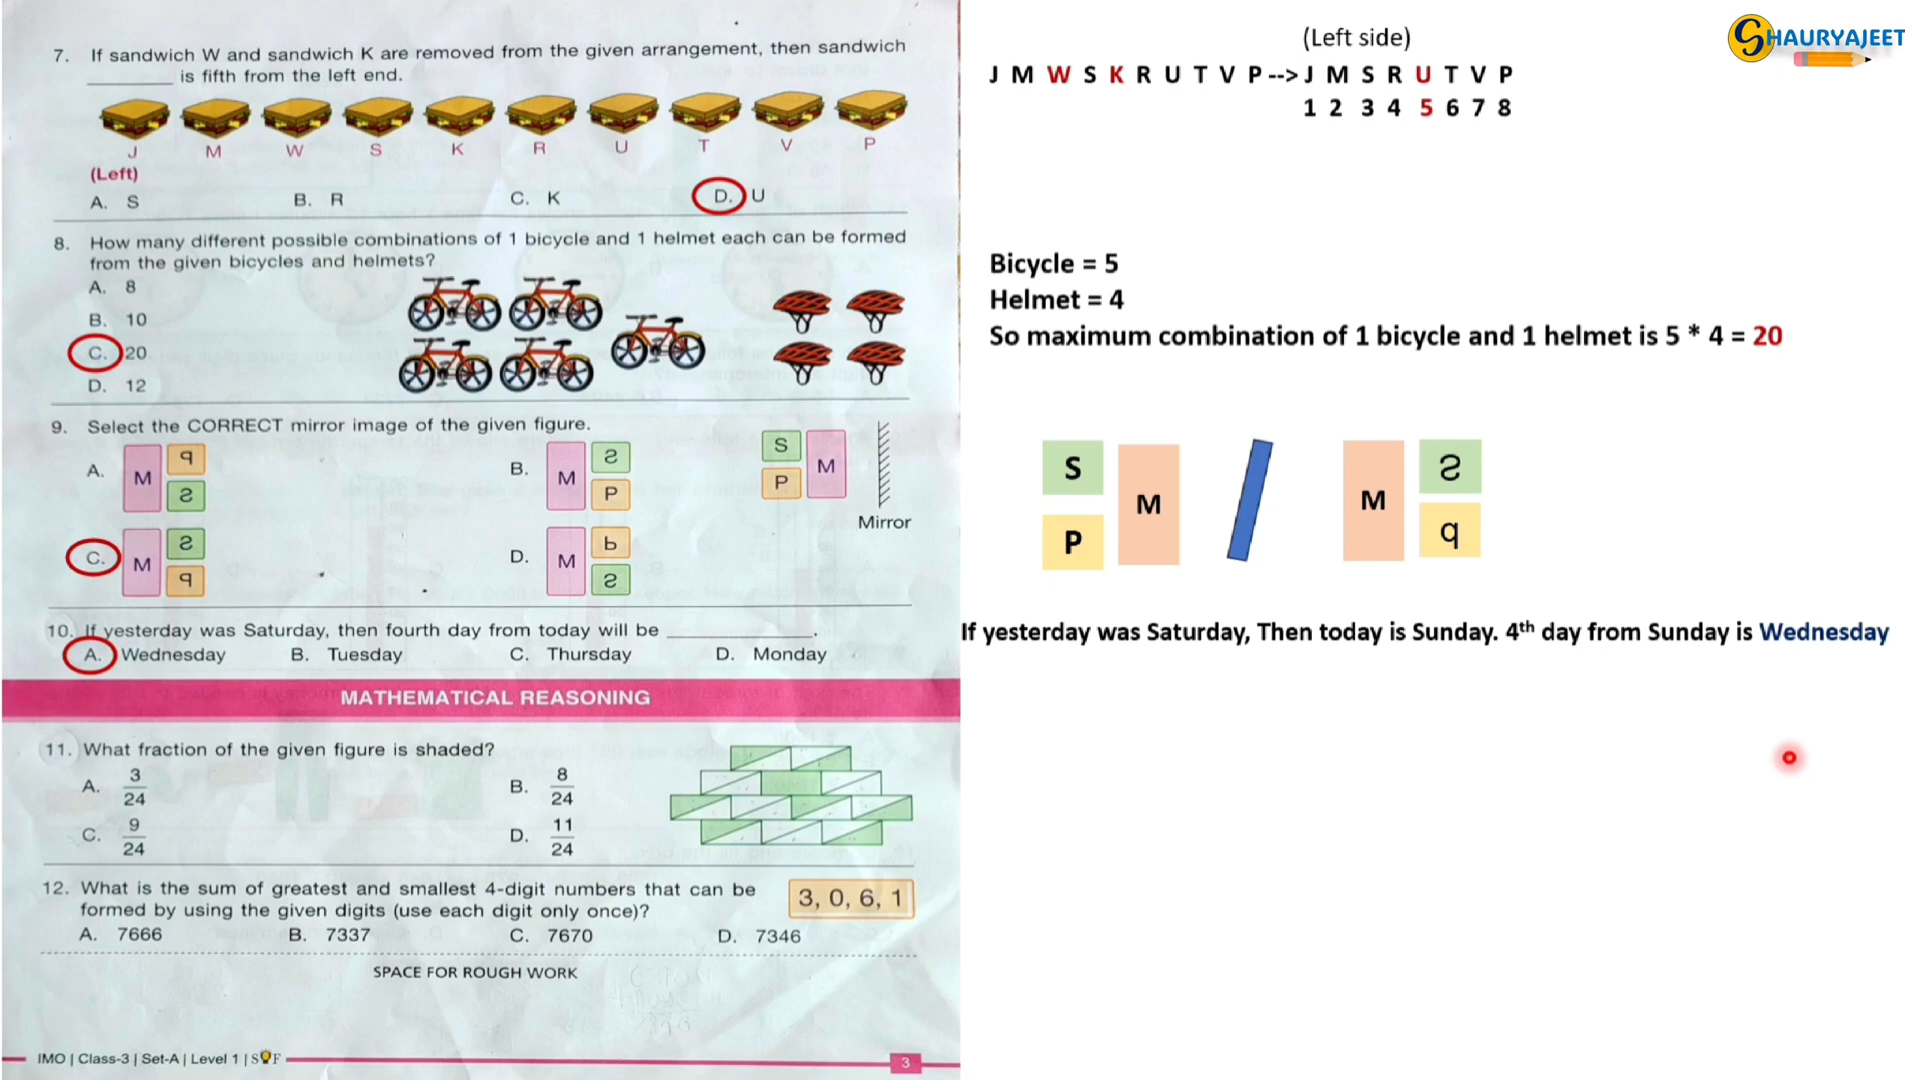 7. If sandwich W and sandwich K are removed from the given arrangement, then sandwich
________ is fifth from the left end.
J M W S K R U T V P
(Left)
A. S B. R C. K D. U
8. How many different possible combinations of 1 bicycle and 1 helmet each can be formed
from the given bicycles and helmets?
A. 8
B. 10
C. 20
D. 12
9. Select the CORRECT mirror image of the given figure.
A. M q Ƨ
B. M Ƨ P
S P M
Mirror
C. M Ƨ q
D. M b Ƨ
10. If yesterday was Saturday, then fourth day from today will be ____________.
A. Wednesday B. Tuesday C. Thursday D. Monday
MATHEMATICAL REASONING
11. What fraction of the given figure is shaded?
A. 3/24 B. 8/24
C. 9/24 D. 11/24
12. What is the sum of greatest and smallest 4-digit numbers that can be
formed by using the given digits (use each digit only once)?
3, 0, 6, 1
A. 7666 B. 7337 C. 7670 D. 7346
SPACE FOR ROUGH WORK
IMO | Class-3 | Set-A | Level 1 | SOF
3
SHAURYAJEET
(Left side)
J M W S K R U T V P --> J M S R U T V P
1 2 3 4 5 6 7 8
Bicycle = 5
Helmet = 4
So maximum combination of 1 bicycle and 1 helmet is 5 * 4 = 20
S P M
M Ƨ q
If yesterday was Saturday, Then today is Sunday. 4th day from Sunday is Wednesday